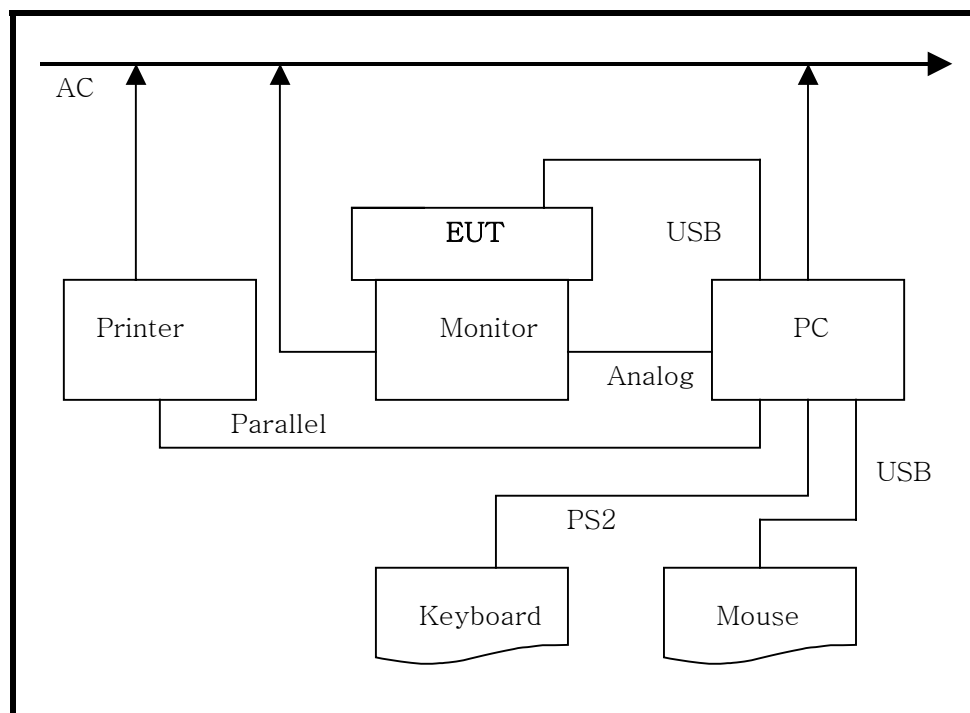 AC
EUT
USB
Printer
Monitor
PC
Analog
Parallel
USB
PS2
Keyboard
Mouse